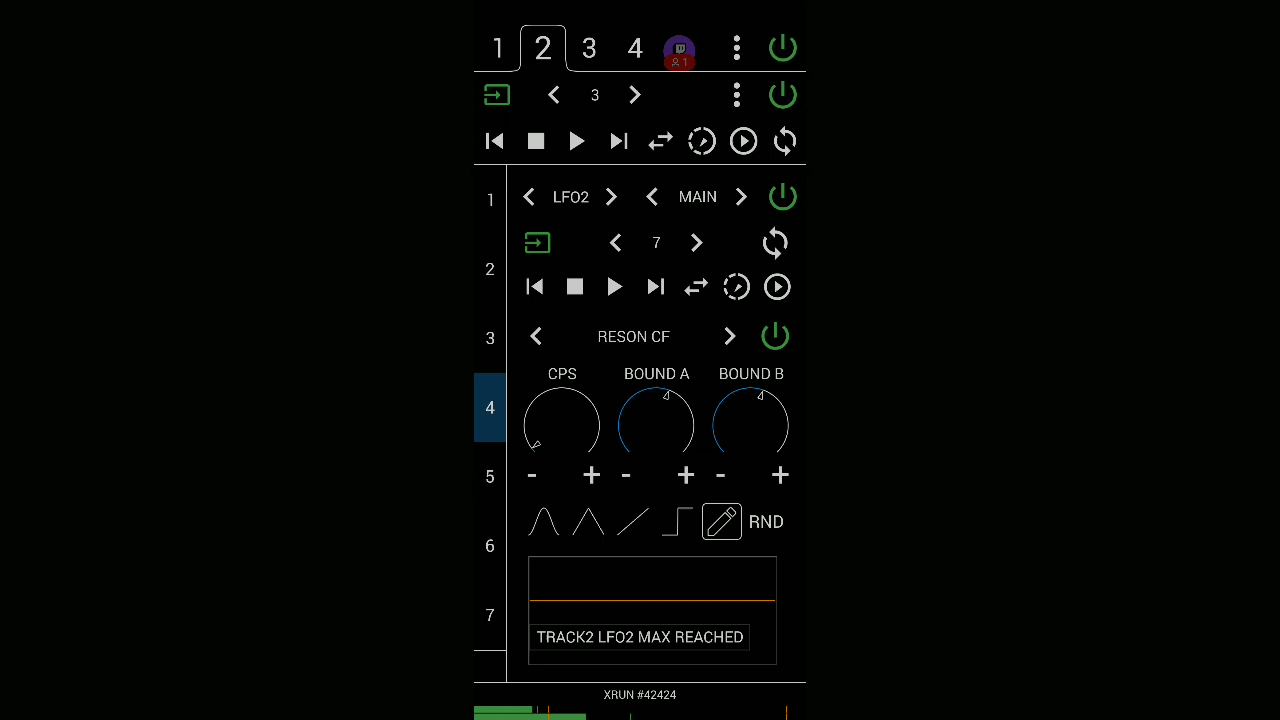 1 2 3 4 1
3
1 LFO2 MAIN
2 7
3 RESON CF
CPS BOUND A BOUND B
4
5 - + - + - +
RND
6
7 TRACK2 LFO2 MAX REACHED
XRUN #42424